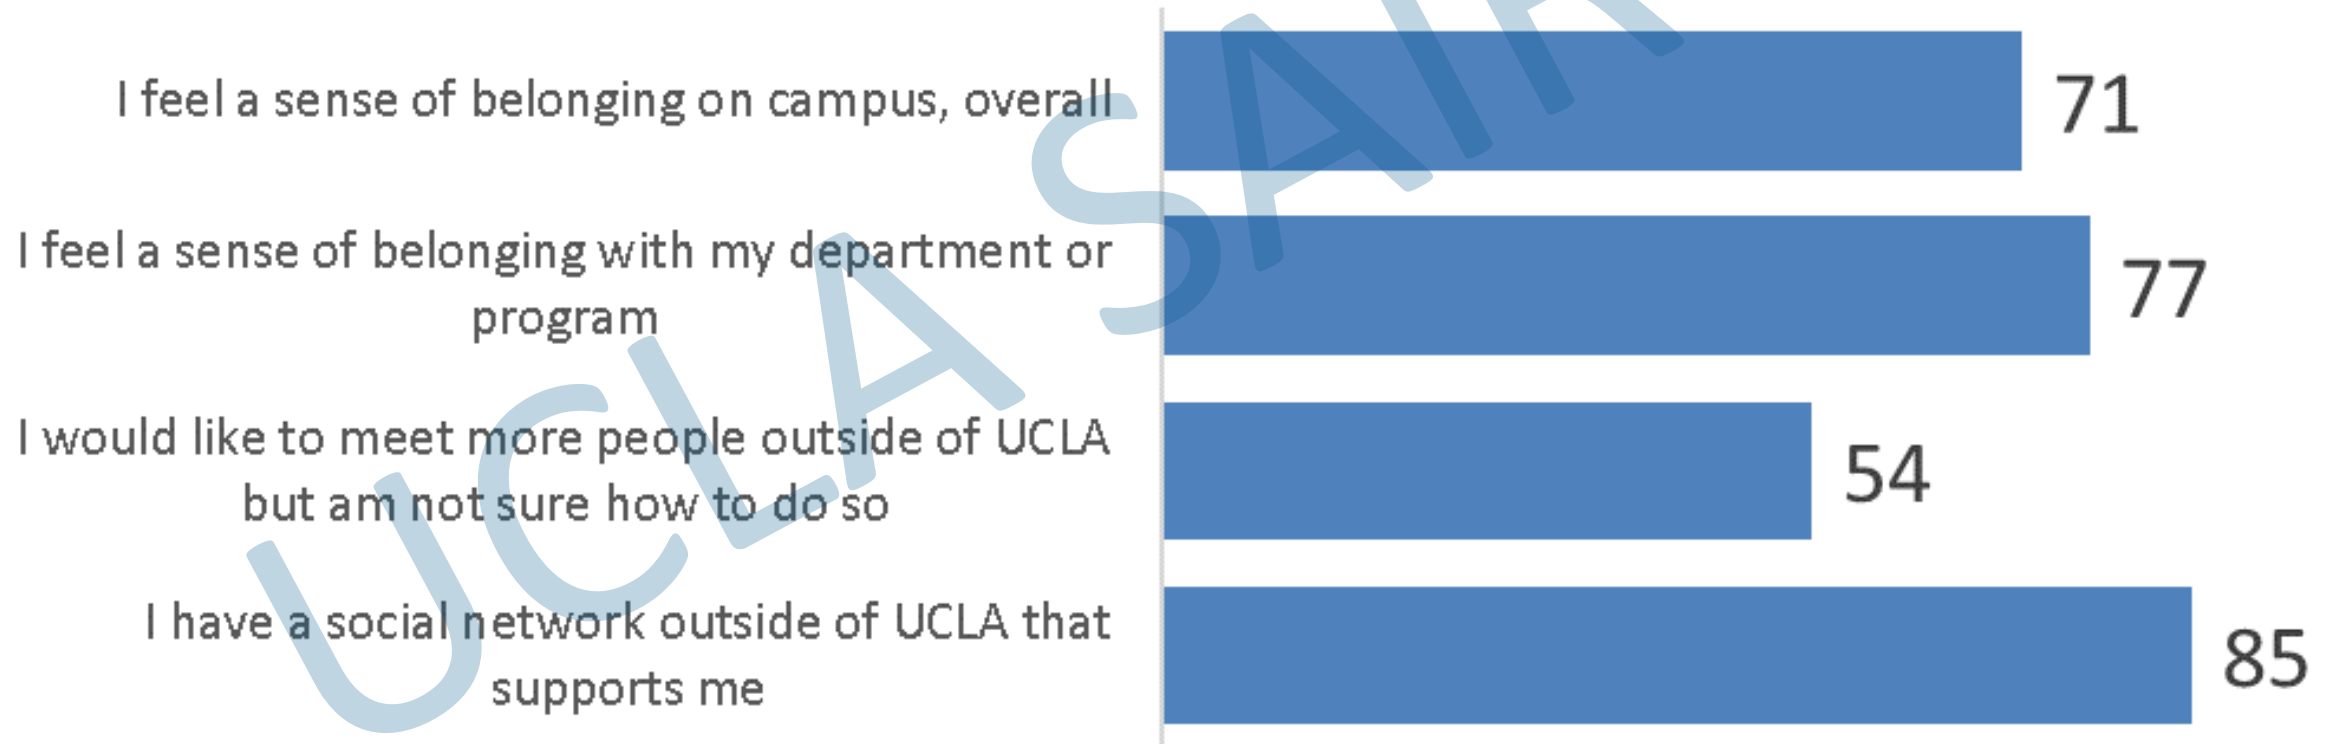 I feel a sense of belonging on campus, overall
71
I feel a sense of belonging with my department or
program
77
I would like to meet more people outside of UCLA
but am not sure how to do so
54
I have a social network outside of UCLA that
supports me
85
UCLA SAIR